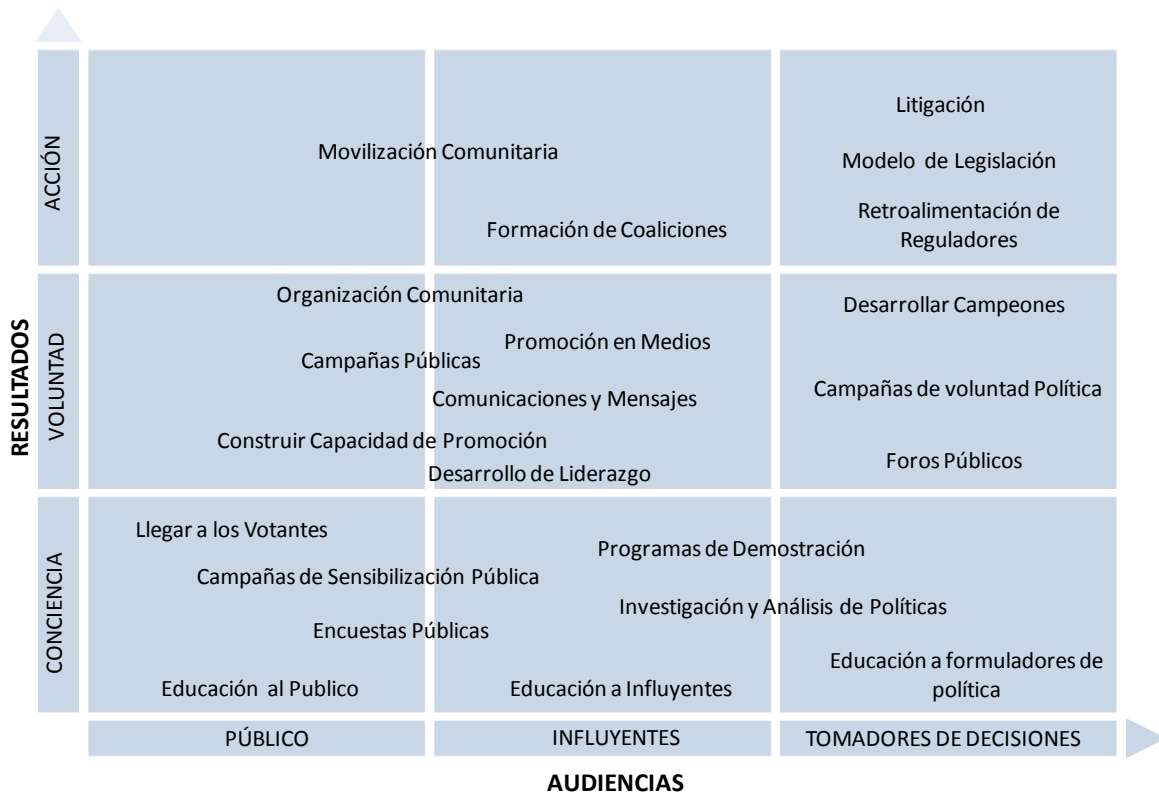 RESULTADOS
ACCIÓN
Movilización Comunitaria
Formación de Coaliciones
Litigación
Modelo de Legislación
Retroalimentación de
Reguladores
VOLUNTAD
Organización Comunitaria
Promoción en Medios
Campañas Públicas
Comunicaciones y Mensajes
Construir Capacidad de Promoción
Desarrollo de Liderazgo
Desarrollar Campeones
Campañas de voluntad Política
Foros Públicos
CONCIENCIA
Llegar a los Votantes
Campañas de Sensibilización Pública
Encuestas Públicas
Educación al Publico
Programas de Demostración
Investigación y Análisis de Políticas
Educación a Influyentes
Educación a formuladores de
política
PÚBLICO
INFLUYENTES
TOMADORES DE DECISIONES
AUDIENCIAS